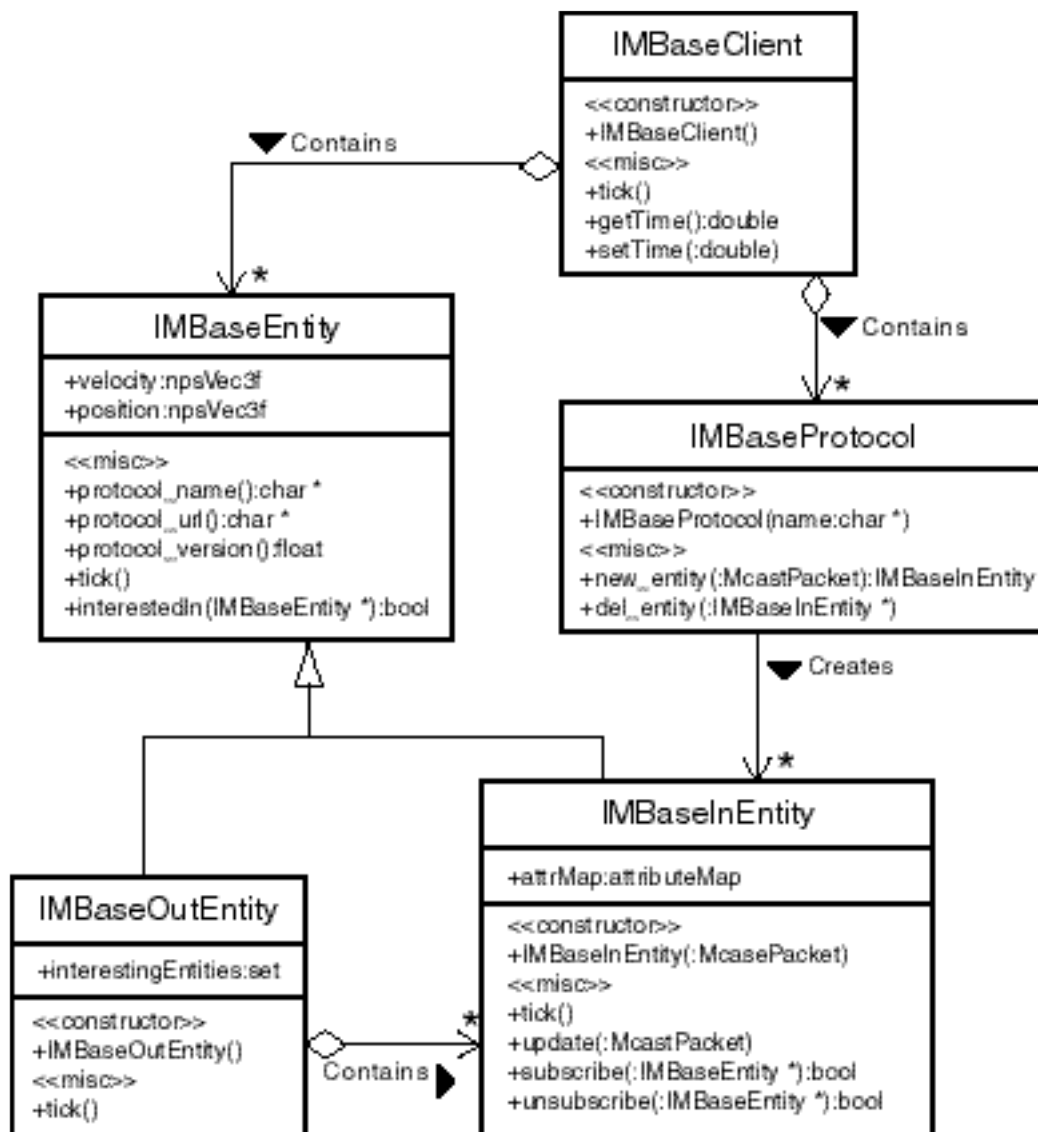 IMBaseClient
<<constructor>>
+IMBaseClient()
<<misc>>
+tick()
+getTime():double
+setTime(:double)
Contains
*
Contains
*
IMBaseEntity
+velocity:npsVec3f
+position:npsVec3f
<<misc>>
+protocol_name():char *
+protocol_url():char *
+protocol_version():float
+tick()
+interestedIn(IMBaseEntity *):bool
IMBaseProtocol
<<constructor>>
+IMBaseProtocol(name:char *)
<<misc>>
+new_entity(:McastPacket):IMBaseInEntity
+del_entity(:IMBaseInEntity *)
Creates
*
IMBaseInEntity
+attrMap:attributeMap
<<constructor>>
+IMBaseInEntity(:McasePacket)
<<misc>>
+tick()
+update(:McastPacket)
+subscribe(:IMBaseEntity *):bool
+unsubscribe(:IMBaseEntity *):bool
IMBaseOutEntity
+interestingEntities:set
<<constructor>>
+IMBaseOutEntity()
<<misc>>
+tick()
*
Contains